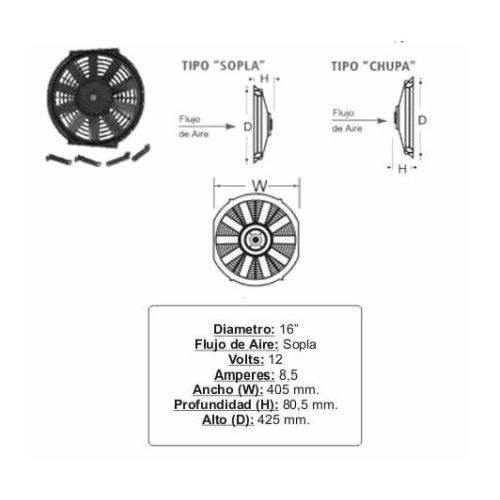 TIPO "SOPLA"
TIPO "CHUPA"
H
Flujo
de Aire
D
Flujo
de Aire
D
H
W
Diametro: 16"
Flujo de Aire: Sopla
Volts: 12
Amperes: 8,5
Ancho (W): 405 mm.
Profundidad (H): 80,5 mm.
Alto (D): 425 mm.